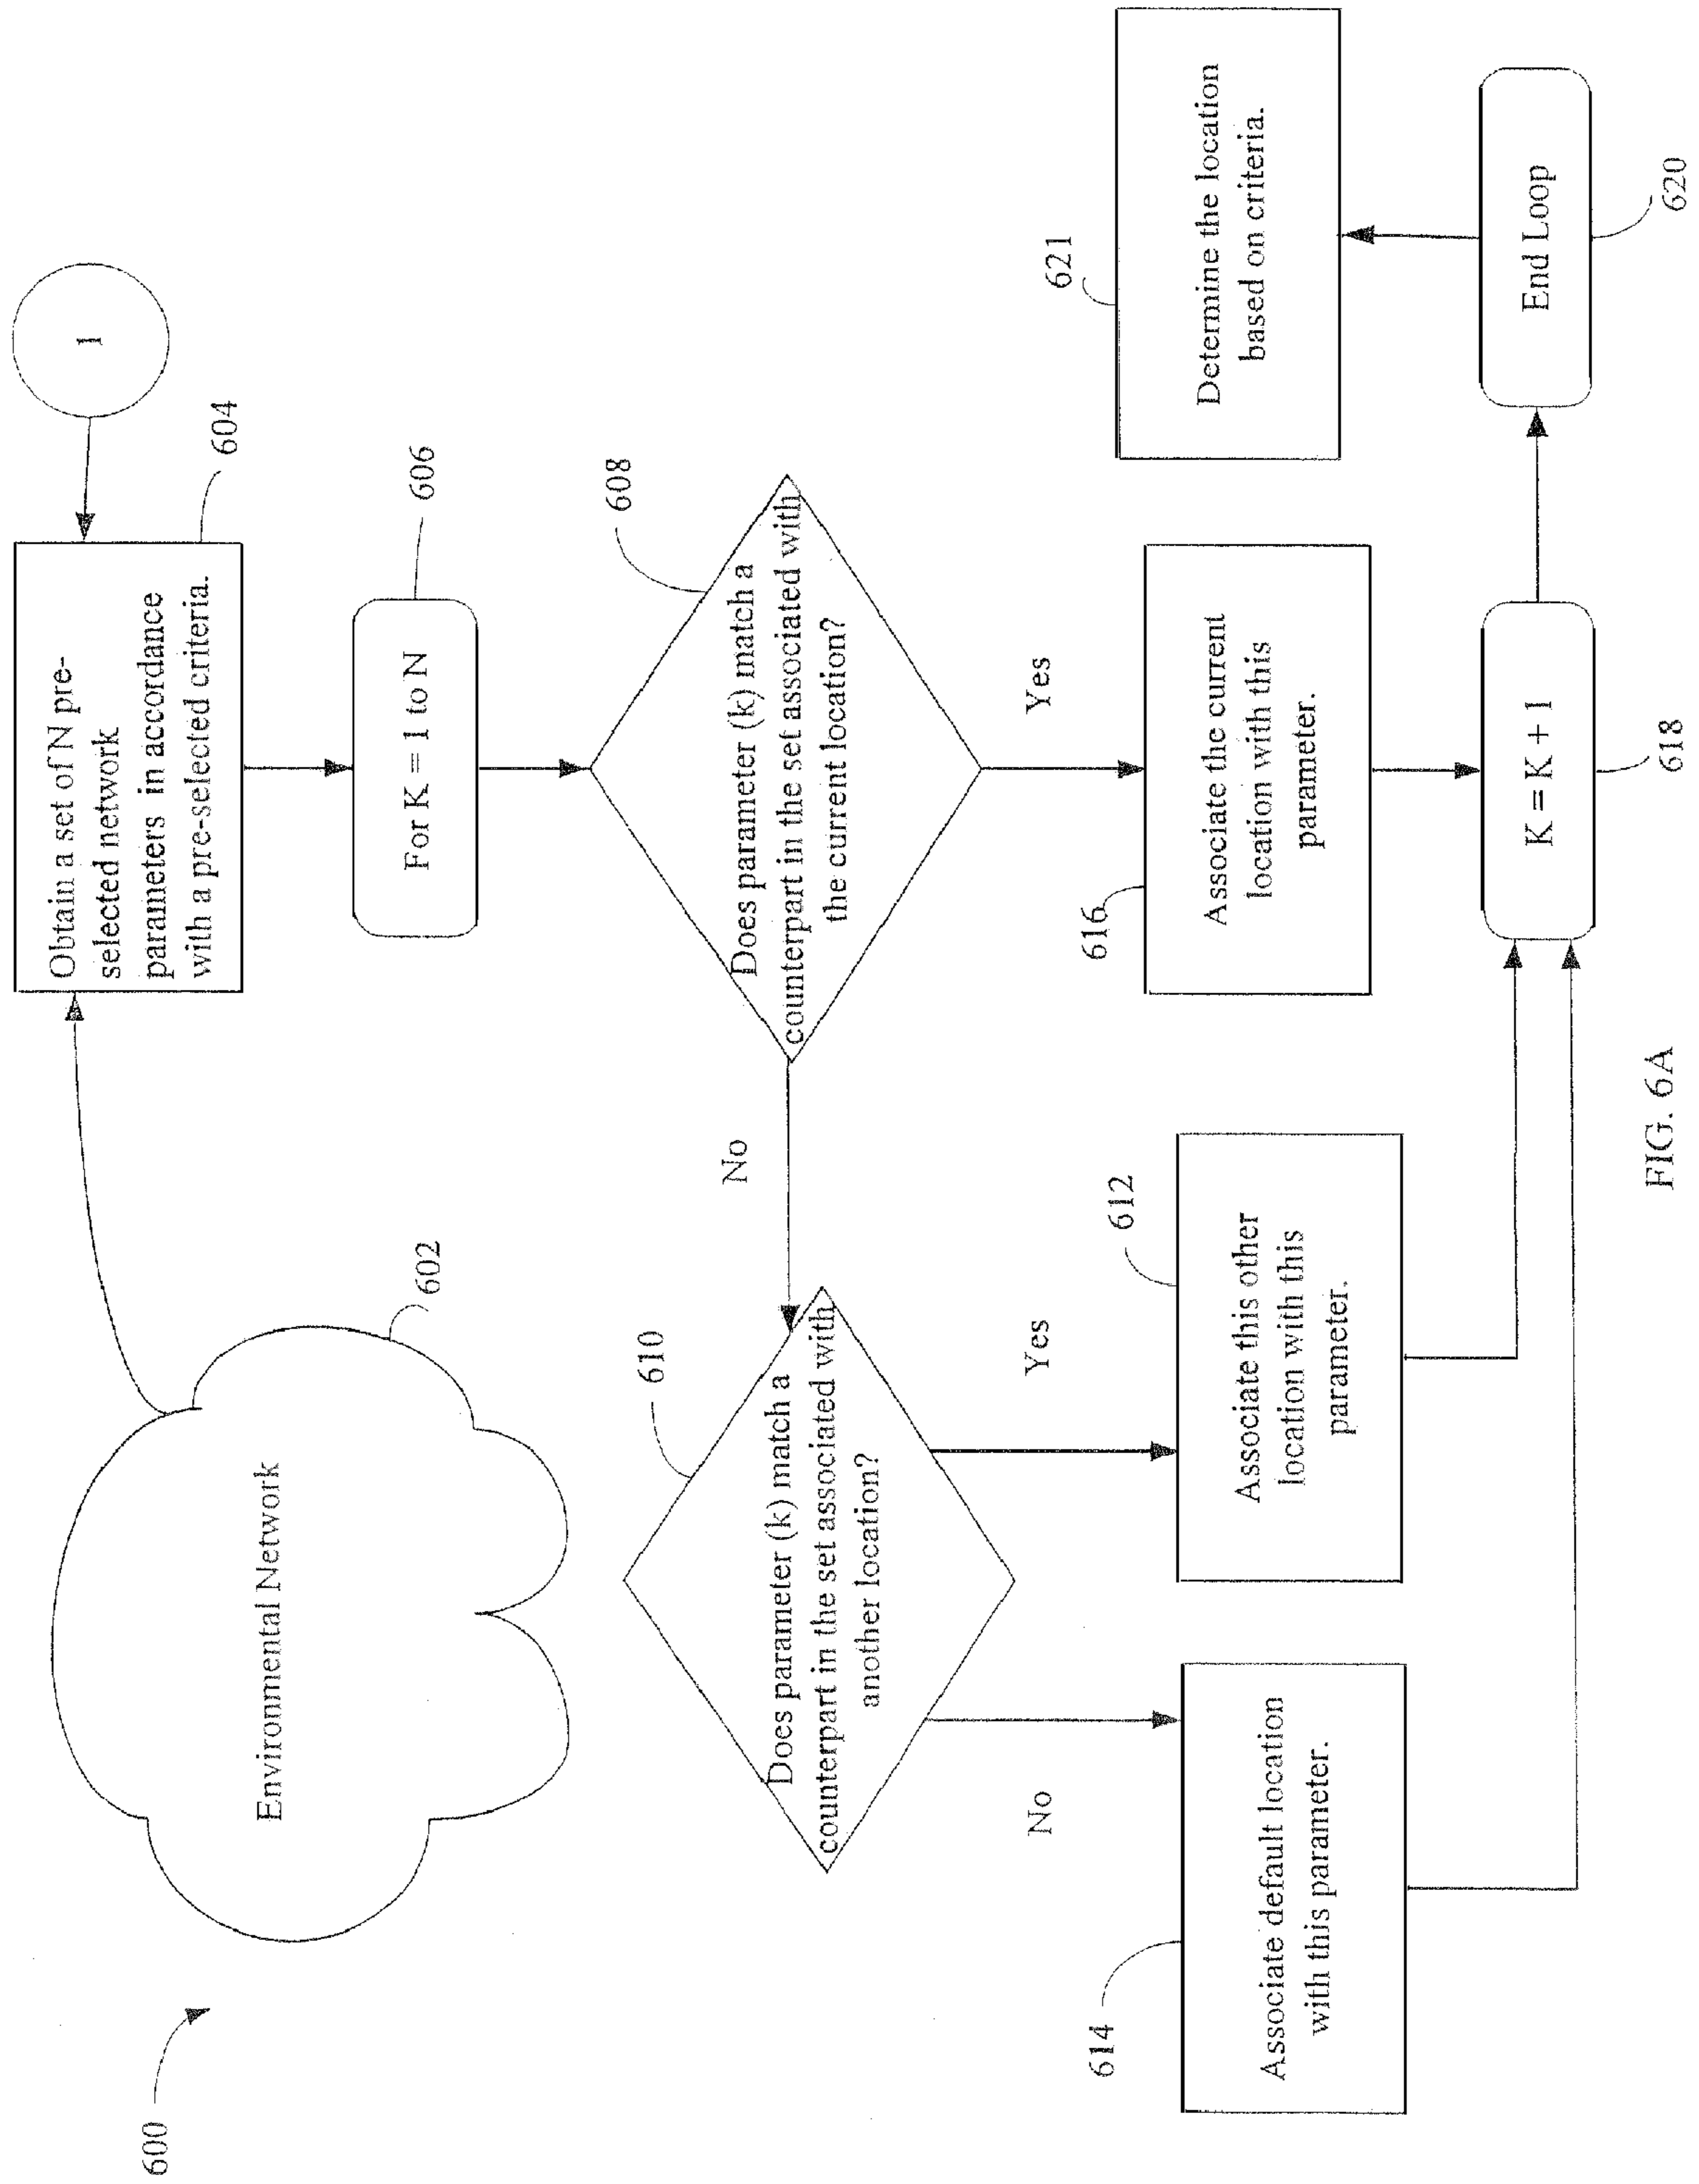 600
Environmental Network
602
1
Obtain a set of N pre-
selected network
parameters in accordance
with a pre-selected criteria.
604
For K = 1 to N
606
Does parameter (k) match a
counterpart in the set associated with
the current location?
608
No
Yes
Does parameter (k) match a
counterpart in the set associated with
another location?
610
No
Yes
Associate default location
with this parameter.
614
Associate this other
location with this
parameter.
612
Associate the current
location with this
parameter.
616
K = K + 1
618
End Loop
620
Determine the location
based on criteria.
621
FIG. 6A